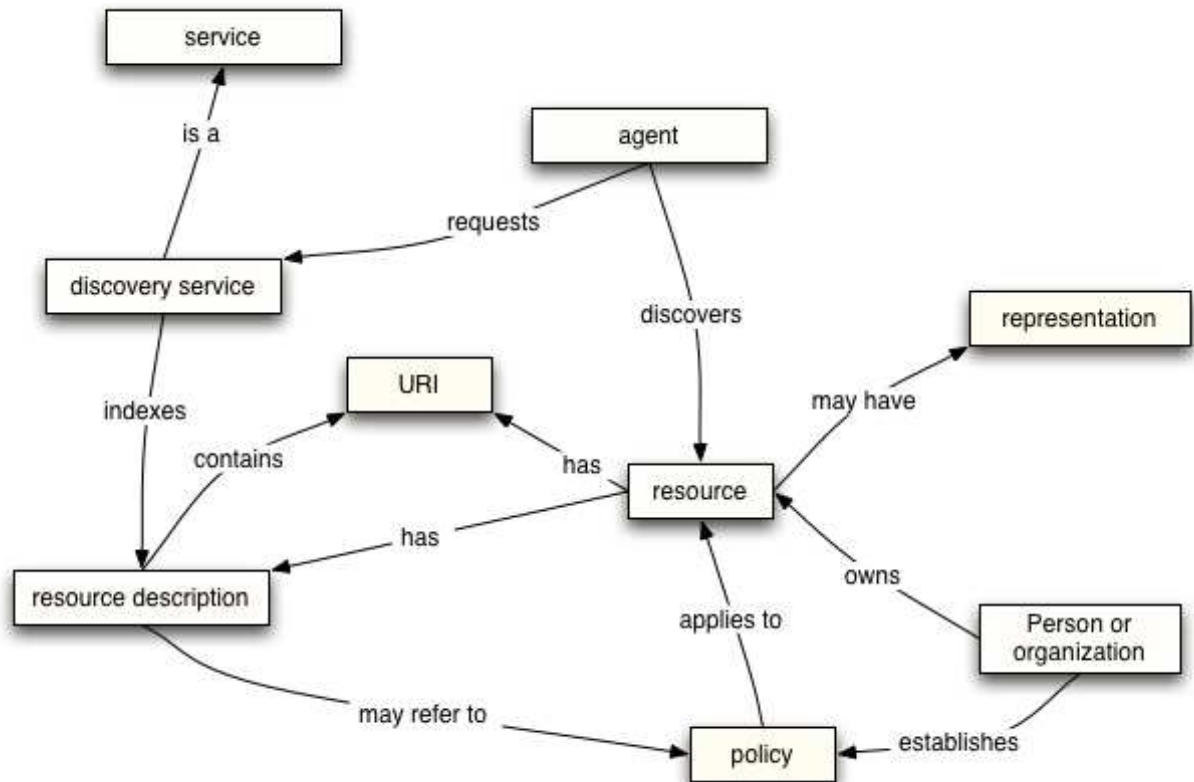 service
is a
agent
requests
discovery service
discovers
representation
URI
indexes
may have
contains
has
resource
has
owns
resource description
applies to
Person or
organization
may refer to
policy
establishes